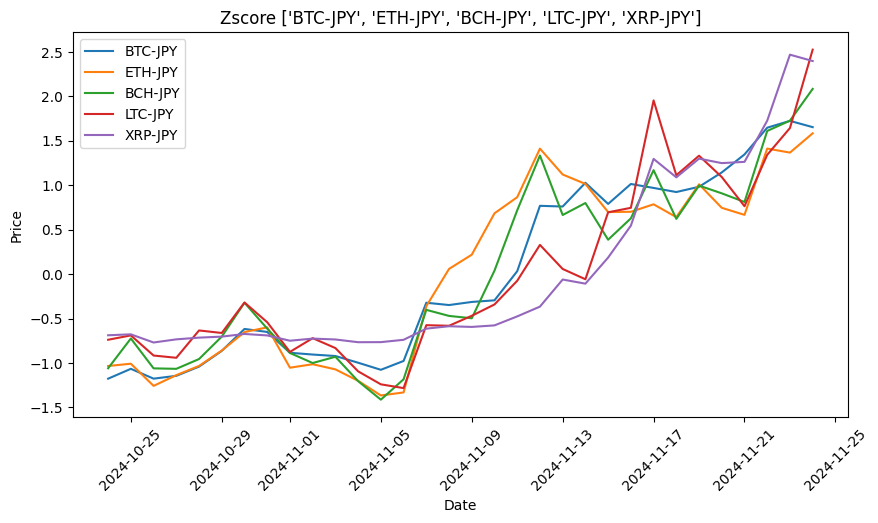 Zscore ['BTC-JPY', 'ETH-JPY', 'BCH-JPY', 'LTC-JPY', 'XRP-JPY']
BTC-JPY
ETH-JPY
BCH-JPY
LTC-JPY
XRP-JPY
Price
2.5
2.0
1.5
1.0
0.5
0.0
−0.5
−1.0
−1.5
2024-10-25
2024-10-29
2024-11-01
2024-11-05
2024-11-09
2024-11-13
2024-11-17
2024-11-21
2024-11-25
Date